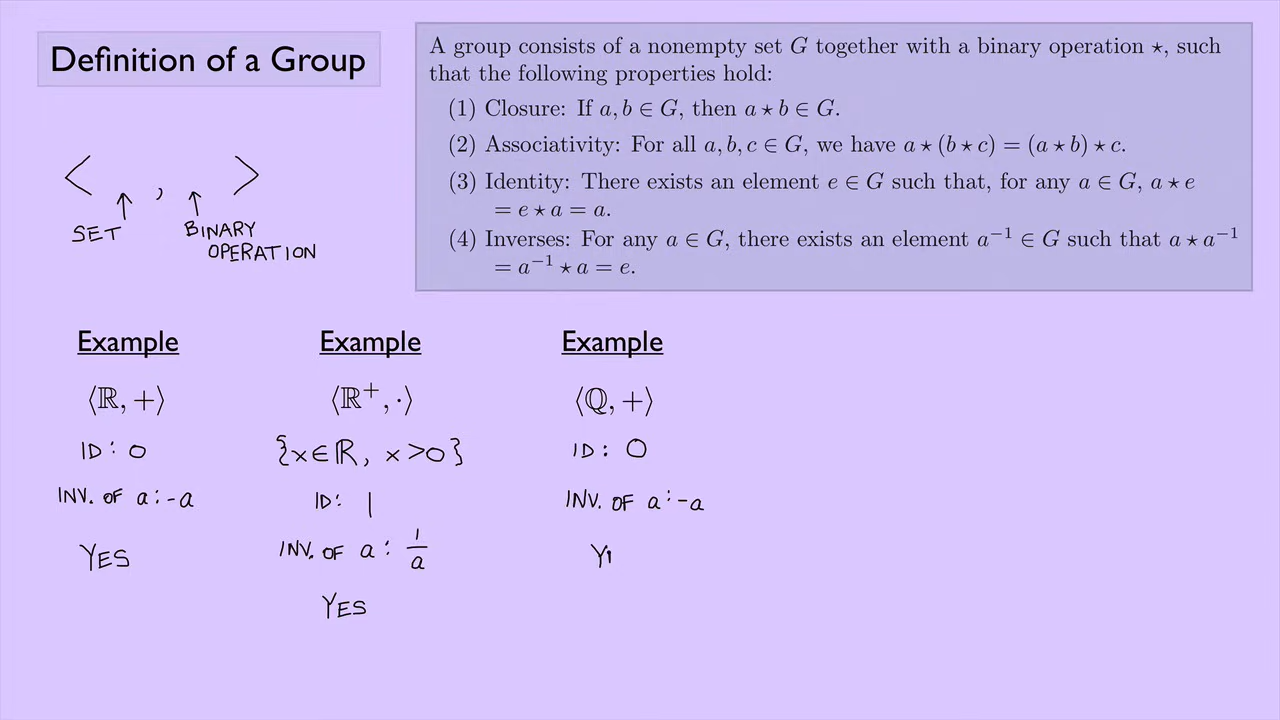 Definition of a Group
A group consists of a nonempty set G together with a binary operation ⋆, such
that the following properties hold:
(1) Closure: If a, b ∈ G, then a ⋆ b ∈ G.
(2) Associativity: For all a, b, c ∈ G, we have a ⋆ (b ⋆ c) = (a ⋆ b) ⋆ c.
(3) Identity: There exists an element e ∈ G such that, for any a ∈ G, a ⋆ e
= e ⋆ a = a.
(4) Inverses: For any a ∈ G, there exists an element a⁻¹ ∈ G such that a ⋆ a⁻¹
= a⁻¹ ⋆ a = e.
< , >
↑ ↑
SET BINARY
OPERATION
Example
⟨ℝ, +⟩
ID: 0
INV. OF a: -a
YES
Example
⟨ℝ⁺, ·⟩
{x ∈ ℝ, x > 0}
ID: 1
INV. OF a: 1/a
YES
Example
⟨ℚ, +⟩
ID: 0
INV. OF a: -a